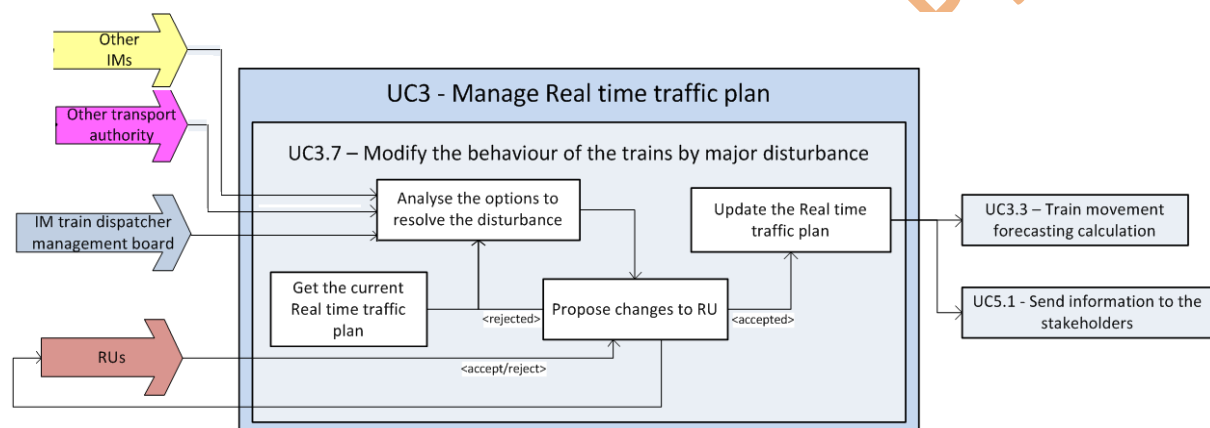 Other
IMs
Other transport
authority
IM train dispatcher
management board
RUs
UC3 - Manage Real time traffic plan
UC3.7 – Modify the behaviour of the trains by major disturbance
Analyse the options to
resolve the disturbance
Update the Real time
traffic plan
Get the current
Real time traffic
plan
<rejected>
Propose changes to RU
<accepted>
<accept/reject>
UC3.3 – Train movement
forecasting calculation
UC5.1 - Send information to the
stakeholders